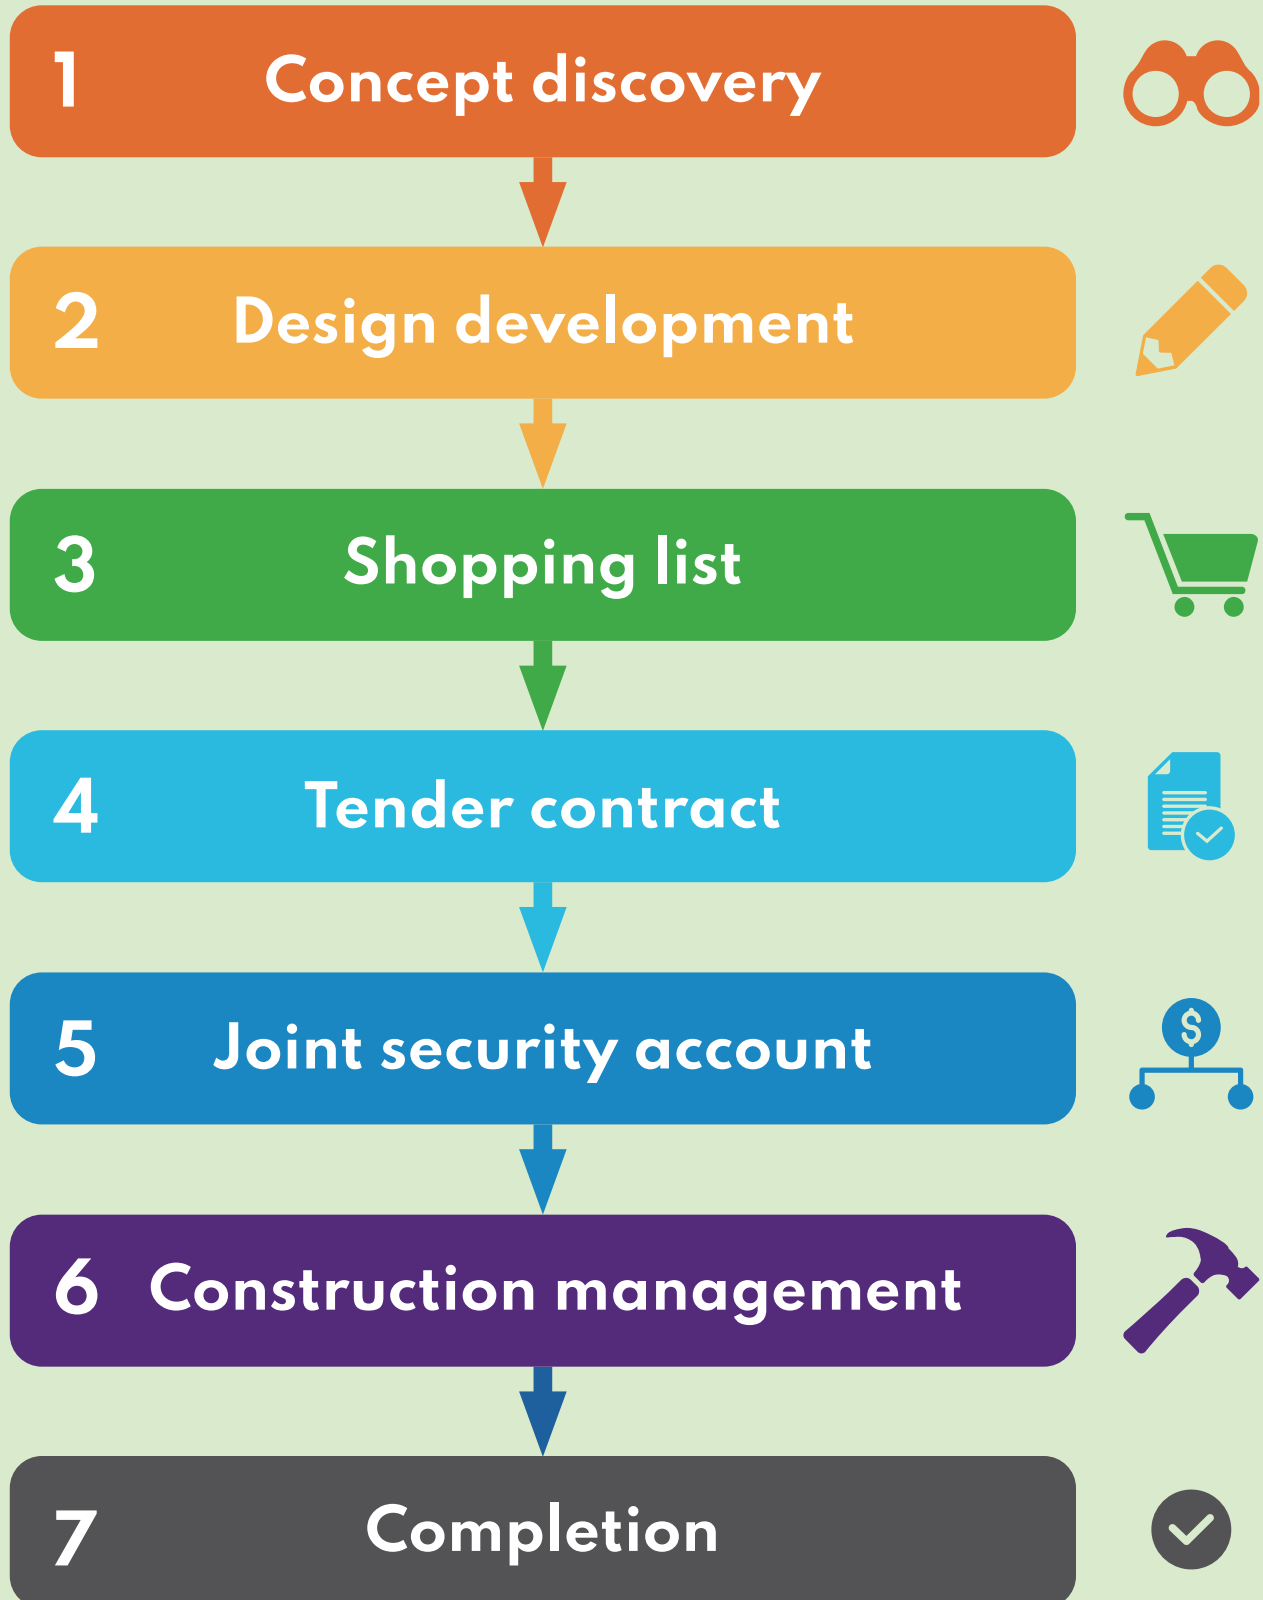 1 Concept discovery
2 Design development
3 Shopping list
4 Tender contract
5 Joint security account
$
6 Construction management
7 Completion